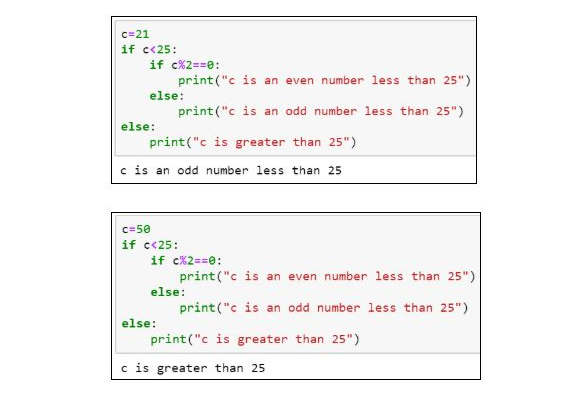 c=21
if c<25:
    if c%2==0:
        print("c is an even number less than 25")
    else:
        print("c is an odd number less than 25")
else:
    print("c is greater than 25")
c is an odd number less than 25
c=50
if c<25:
    if c%2==0:
        print("c is an even number less than 25")
    else:
        print("c is an odd number less than 25")
else:
    print("c is greater than 25")
c is greater than 25